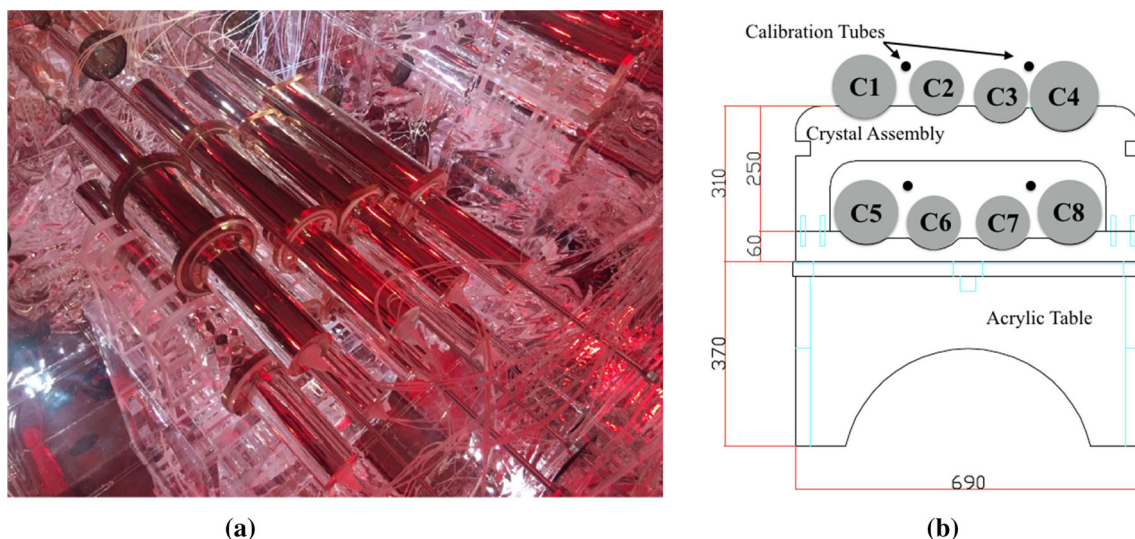 Calibration Tubes
C1 C2 C3 C4
Crystal Assembly
250
310
C5 C6 C7 C8
60
Acrylic Table
370
690
(a) (b)